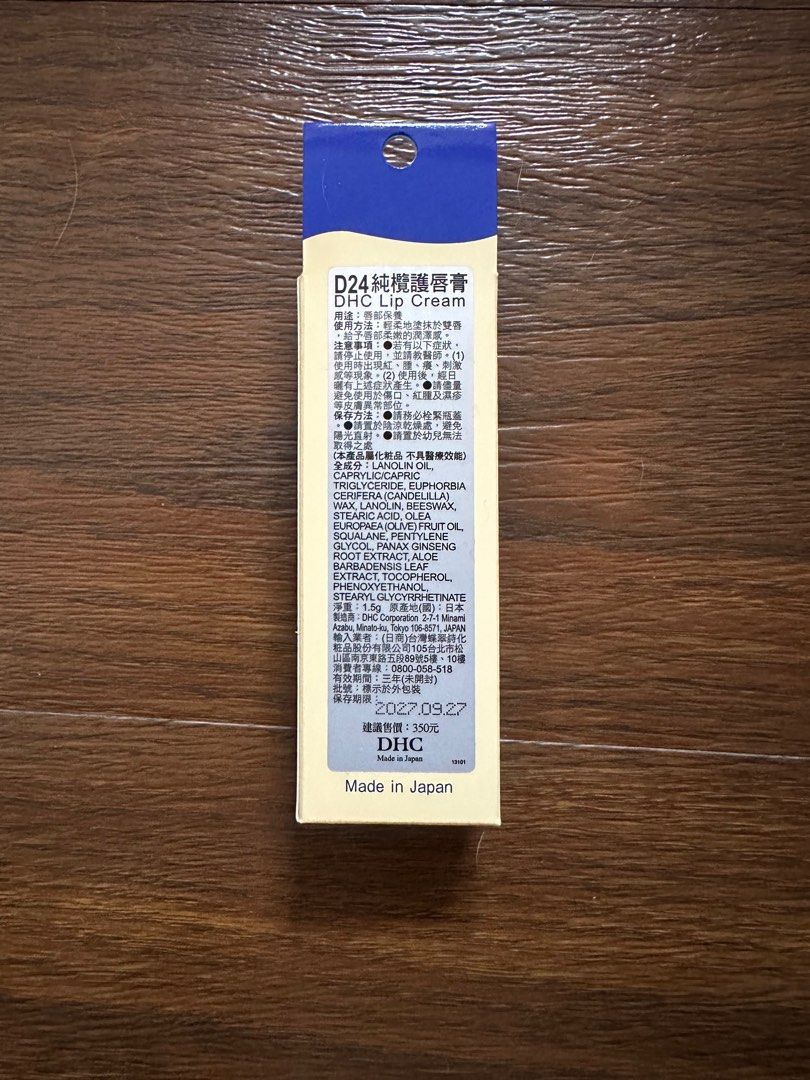 D24純欖護唇膏
DHC Lip Cream
用途：唇部保養
使用方法：輕柔地塗抹於雙唇
，給予唇部柔嫩的潤澤感。
注意事項：●若有以下症狀，
請停止使用，並請教醫師。(1)
使用時出現紅、腫、癢、刺激
感等現象。(2) 使用後，經日
曬有上述症狀產生。●請儘量
避免使用於傷口、紅腫及濕疹
等皮膚異常部位。
保存方法：●請務必栓緊瓶蓋
。●請置於陰涼乾燥處，避免
陽光直射。●請置於幼兒無法
取得之處
(本產品屬化粧品 不具醫療效能)
全成分：LANOLIN OIL,
CAPRYLIC/CAPRIC
TRIGLYCERIDE, EUPHORBIA
CERIFERA (CANDELILLA)
WAX, LANOLIN, BEESWAX,
STEARIC ACID, OLEA
EUROPAEA (OLIVE) FRUIT OIL,
SQUALANE, PENTYLENE
GLYCOL, PANAX GINSENG
ROOT EXTRACT, ALOE
BARBADENSIS LEAF
EXTRACT, TOCOPHEROL,
PHENOXYETHANOL,
STEARYL GLYCYRRHETINATE
淨重：1.5g 原產地(國)：日本
製造商：DHC Corporation 2-7-1 Minami
Azabu, Minato-ku, Tokyo 106-8571, JAPAN
輸入業者：(日商)台灣蝶翠詩化
粧品股份有限公司105台北市松
山區南京東路五段89號5樓、10樓
消費者專線：0800-058-518
有效期間：三年(未開封)
批號：標示於外包裝
保存期限：
2027.09.27
建議售價：350元
DHC
Made in Japan 13101
Made in Japan